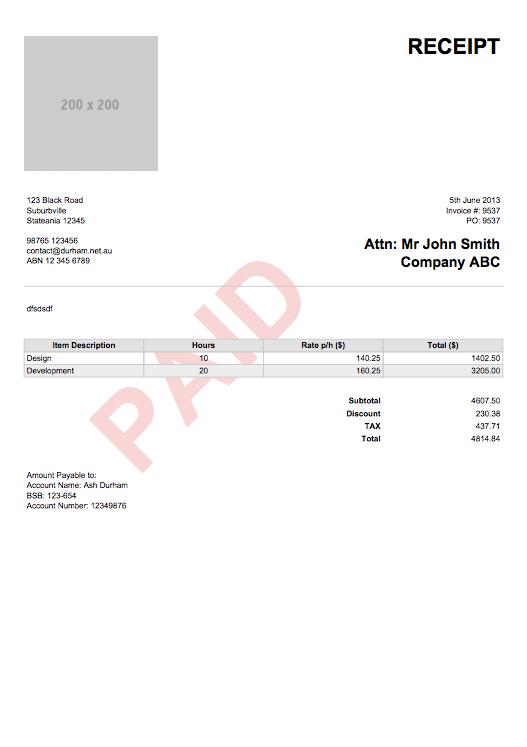 RECEIPT
200 x 200
123 Black Road
Suburbville
Stateania 12345
5th June 2013
Invoice #: 9537
PO: 9537
98765 123456
contact@durham.net.au
ABN 12 345 6789
Attn: Mr John Smith
Company ABC
dfsdsdf
Item Description Hours Rate p/h ($) Total ($)
Design 10 140.25 1402.50
Development 20 160.25 3205.00
Subtotal 4607.50
Discount 230.38
TAX 437.71
Total 4814.84
PAID
Amount Payable to:
Account Name: Ash Durham
BSB: 123-654
Account Number: 12349876